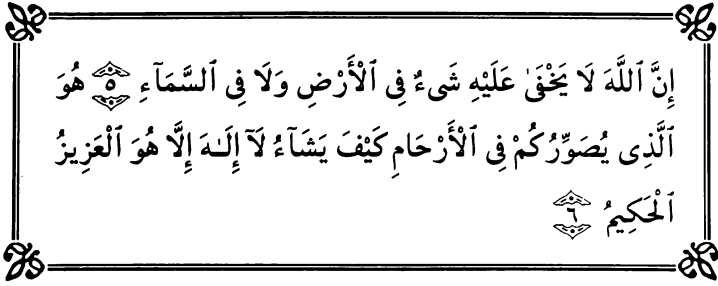 إِنَّ ٱللَّهَ لَا يَخْفَىٰ عَلَيْهِ شَىْءٌ فِى ٱلْأَرْضِ وَلَا فِى ٱلسَّمَآءِ ٥ هُوَ
ٱلَّذِى يُصَوِّرُكُمْ فِى ٱلْأَرْحَامِ كَيْفَ يَشَآءُ لَآ إِلَـٰهَ إِلَّا هُوَ ٱلْعَزِيزُ
ٱلْحَكِيمُ ٦